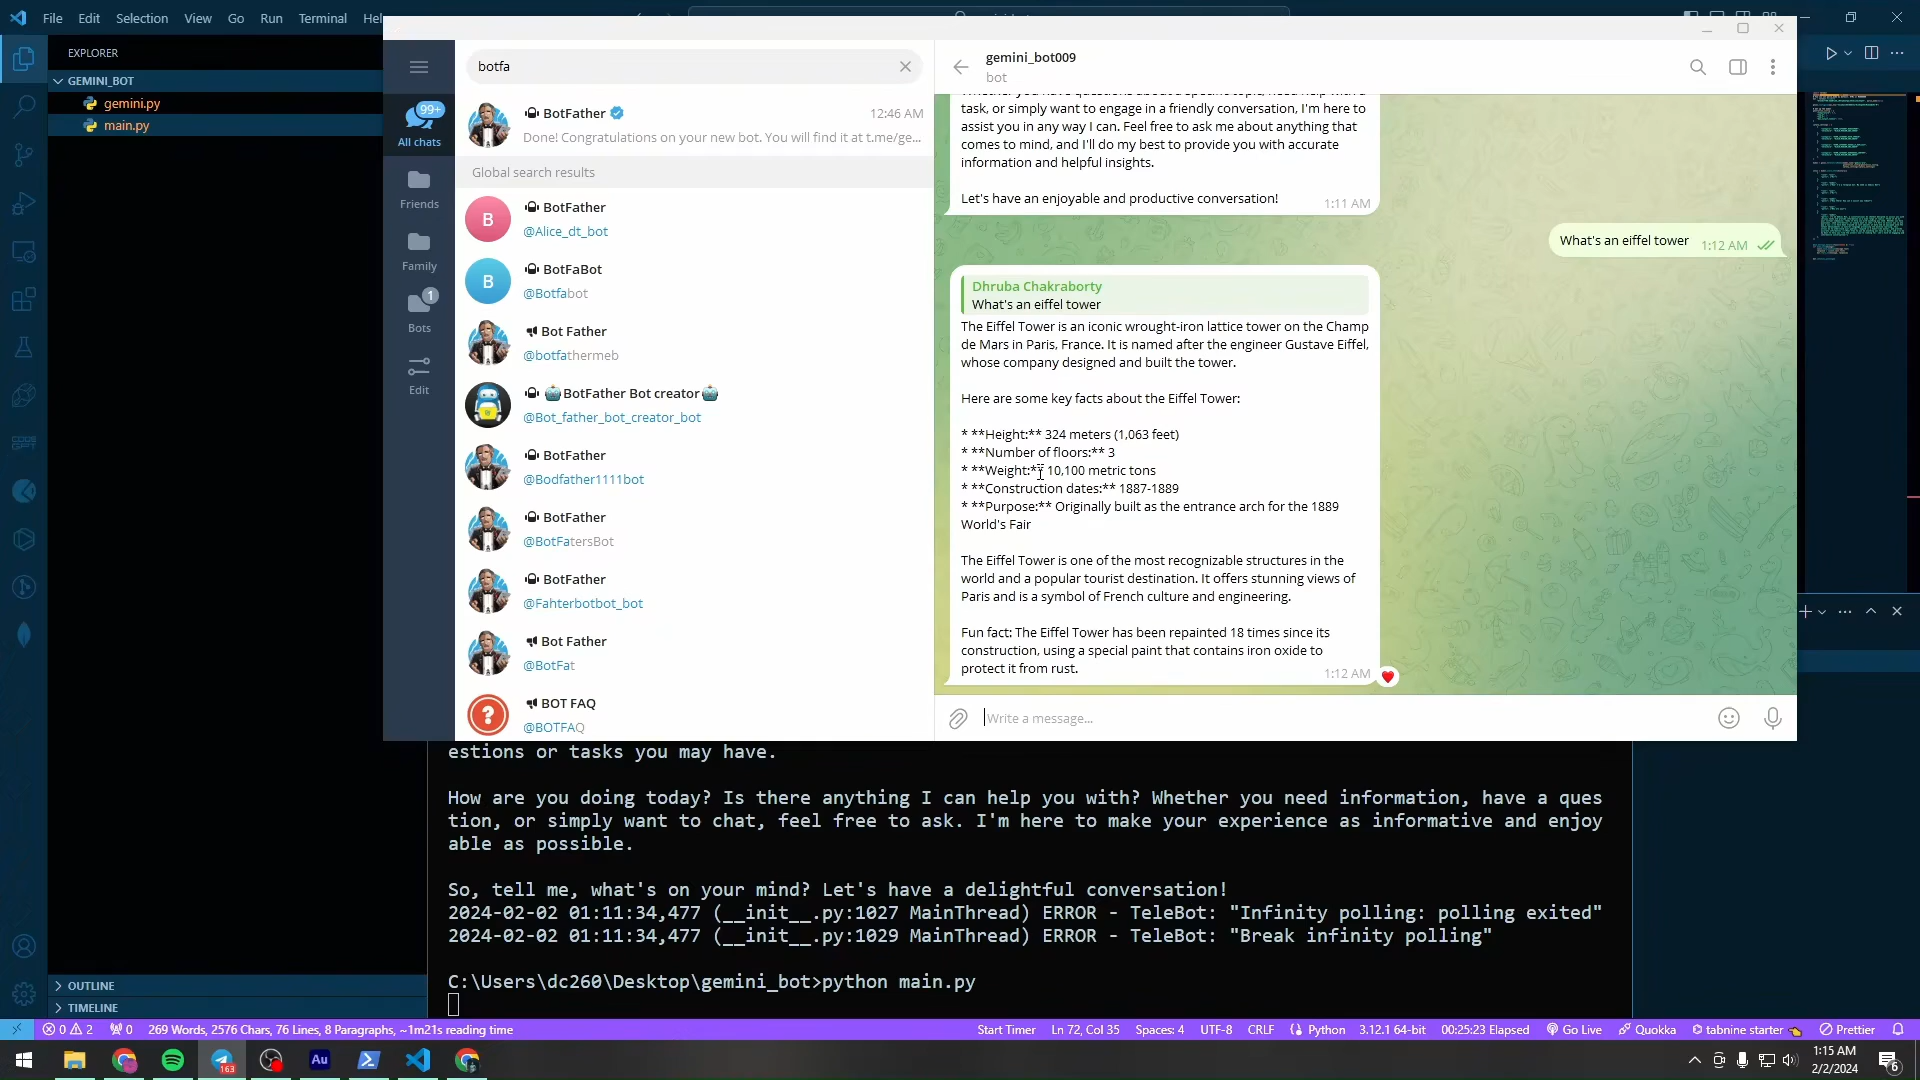 File Edit Selection View Go Run Terminal Hel
EXPLORER
GEMINI_BOT
gemini.py
main.py
OUTLINE
TIMELINE
botfa
99+
All chats
Friends
Family
1
Bots
Edit
BotFather
12:46 AM
Done! Congratulations on your new bot. You will find it at t.me/ge...
Global search results
B
BotFather
@Alice_dt_bot
B
BotFaBot
@Botfabot
Bot Father
@botfathermeb
BotFather Bot creator
@Bot_father_bot_creator_bot
BotFather
@Bodfather1111bot
BotFather
@BotFatersBot
BotFather
@Fahterbotbot_bot
Bot Father
@BotFat
?
BOT FAQ
@BOTFAQ
gemini_bot009
bot
task, or simply want to engage in a friendly conversation, I'm here to
assist you in any way I can. Feel free to ask me about anything that
comes to mind, and I'll do my best to provide you with accurate
information and helpful insights.
Let's have an enjoyable and productive conversation!
1:11 AM
What's an eiffel tower
1:12 AM
Dhruba Chakraborty
What's an eiffel tower
The Eiffel Tower is an iconic wrought-iron lattice tower on the Champ
de Mars in Paris, France. It is named after the engineer Gustave Eiffel,
whose company designed and built the tower.
Here are some key facts about the Eiffel Tower:
* **Height:** 324 meters (1,063 feet)
* **Number of floors:** 3
* **Weight:** 10,100 metric tons
* **Construction dates:** 1887-1889
* **Purpose:** Originally built as the entrance arch for the 1889
World's Fair
The Eiffel Tower is one of the most recognizable structures in the
world and a popular tourist destination. It offers stunning views of
Paris and is a symbol of French culture and engineering.
Fun fact: The Eiffel Tower has been repainted 18 times since its
construction, using a special paint that contains iron oxide to
protect it from rust.
1:12 AM
Write a message...
estions or tasks you may have.
How are you doing today? Is there anything I can help you with? Whether you need information, have a ques
tion, or simply want to chat, feel free to ask. I'm here to make your experience as informative and enjoy
able as possible.
So, tell me, what's on your mind? Let's have a delightful conversation!
2024-02-02 01:11:34,477 (__init__.py:1027 MainThread) ERROR - TeleBot: "Infinity polling: polling exited"
2024-02-02 01:11:34,477 (__init__.py:1029 MainThread) ERROR - TeleBot: "Break infinity polling"
C:\Users\dc260\Desktop\gemini_bot>python main.py
0 2 0 269 Words, 2576 Chars, 76 Lines, 8 Paragraphs, ~1m21s reading time Start Timer Ln 72, Col 35 Spaces: 4 UTF-8 CRLF Python 3.12.1 64-bit 00:25:23 Elapsed Go Live Quokka tabnine starter Prettier
163
Au
1:15 AM
2/2/2024
6